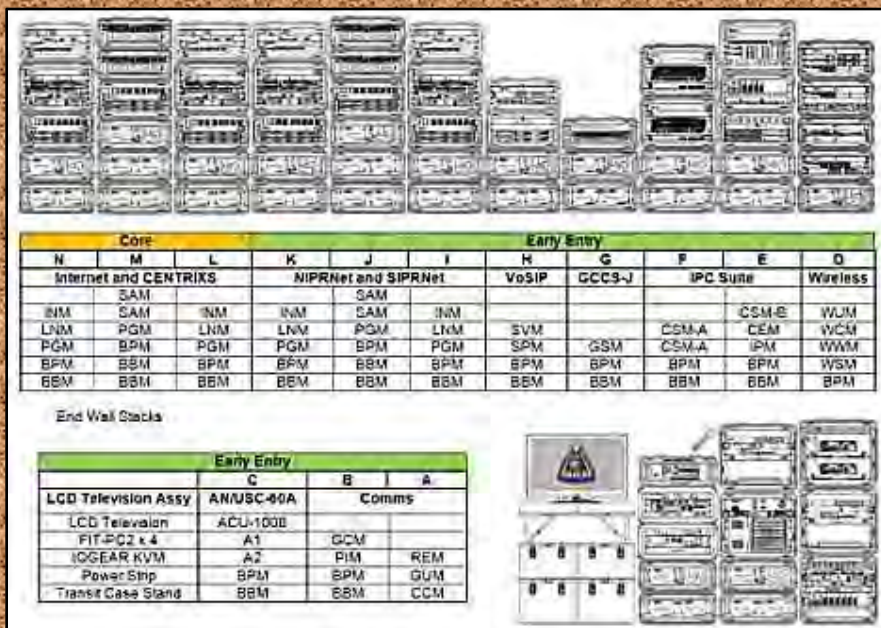 Core Early Entry
N M L K J I H G F E D
Internet and CENTRIXS NIPRNet and SIPRNet VoSIP GCCS-J IPC Suite Wireless
SAM SAM
INM SAM INM INM SAM INM CSM-B WUM
LNM PGM LNM LNM PGM LNM SVM CSM-A CEM WCM
PGM BPM PGM PGM BPM PGM SPM GSM CSM-A IPM WWM
BPM BBM BPM BPM BBM BPM BPM BPM BPM BPM WSM
BBM BBM BBM BBM BBM BBM BBM BBM BBM BBM BPM
End Wall Stacks
Early Entry
C B A
LCD Television Assy AN/USC-60A Comms
LCD Television ACU-1000
FIT-PC2 x 4 A1 GCM
IOGEAR KVM A2 PIM REM
Power Strip BPM BPM GUM
Transit Case Stand BBM BBM CCM